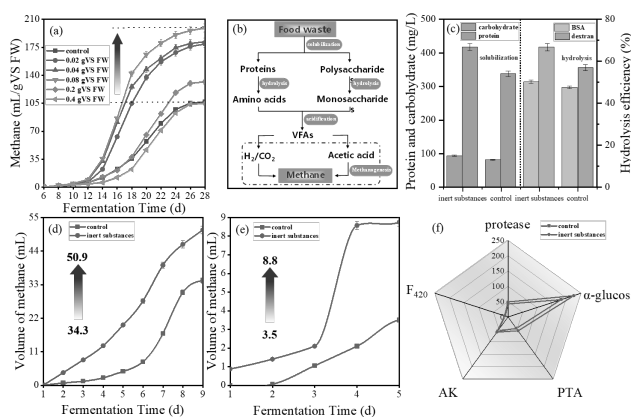 (a)
Methane (mL/gVS FW)
210
175
140
105
70
35
0
control
0.02 gVS FW
0.04 gVS FW
0.08 gVS FW
0.2 gVS FW
0.4 gVS FW
6 8 10 12 14 16 18 20 22 24 26 28
Fermentation Time (d)
(b)
Food waste
solubilization
Proteins
Polysaccharide
hydrolysis
hydrolysis
Amino acids
Monosaccharide
s
acidification
VFAs
H2/CO2
Acetic acid
Methane
Methanogenesis
(c)
Protein and carbohydrate (mg/L)
500
400
300
200
100
0
carbohydrate
protein
BSA
dextran
solubilization
hydrolysis
inert substances
control
inert substances
control
80
60
40
20
0
Hydrolysis efficiency (%)
(d)
Volume of methane (mL)
55
44
33
22
11
0
control
inert substances
50.9
34.3
1 2 3 4 5 6 7 8 9
Fermentation Time (d)
(e)
Volume of methane (mL)
9
8
6
4
2
0
control
inert substances
8.8
3.5
1 2 3 4 5
Fermentation Time (d)
(f)
protease
control
inert substances
250
200
150
100
50
0
F420
α-glucos
AK
PTA